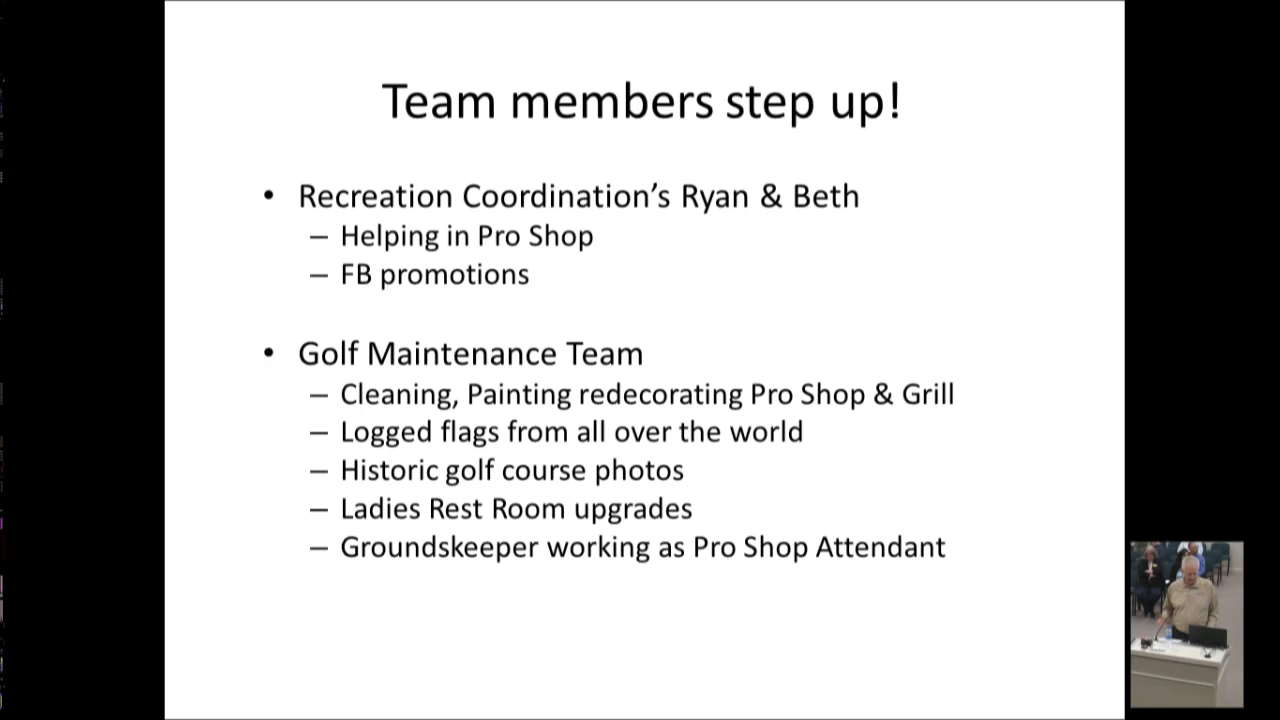 Team members step up!
• Recreation Coordination’s Ryan & Beth
– Helping in Pro Shop
– FB promotions
• Golf Maintenance Team
– Cleaning, Painting redecorating Pro Shop & Grill
– Logged flags from all over the world
– Historic golf course photos
– Ladies Rest Room upgrades
– Groundskeeper working as Pro Shop Attendant